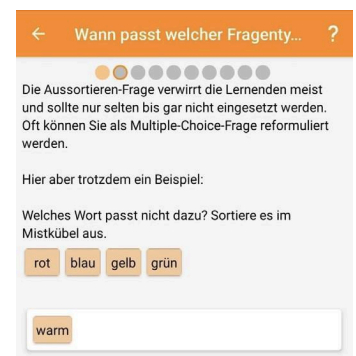 ← Wann passt welcher Fragenty... ?
Die Aussortieren-Frage verwirrt die Lernenden meist
und sollte nur selten bis gar nicht eingesetzt werden.
Oft können Sie als Multiple-Choice-Frage reformuliert
werden.
Hier aber trotzdem ein Beispiel:
Welches Wort passt nicht dazu? Sortiere es im
Mistkübel aus.
rot blau gelb grün
warm